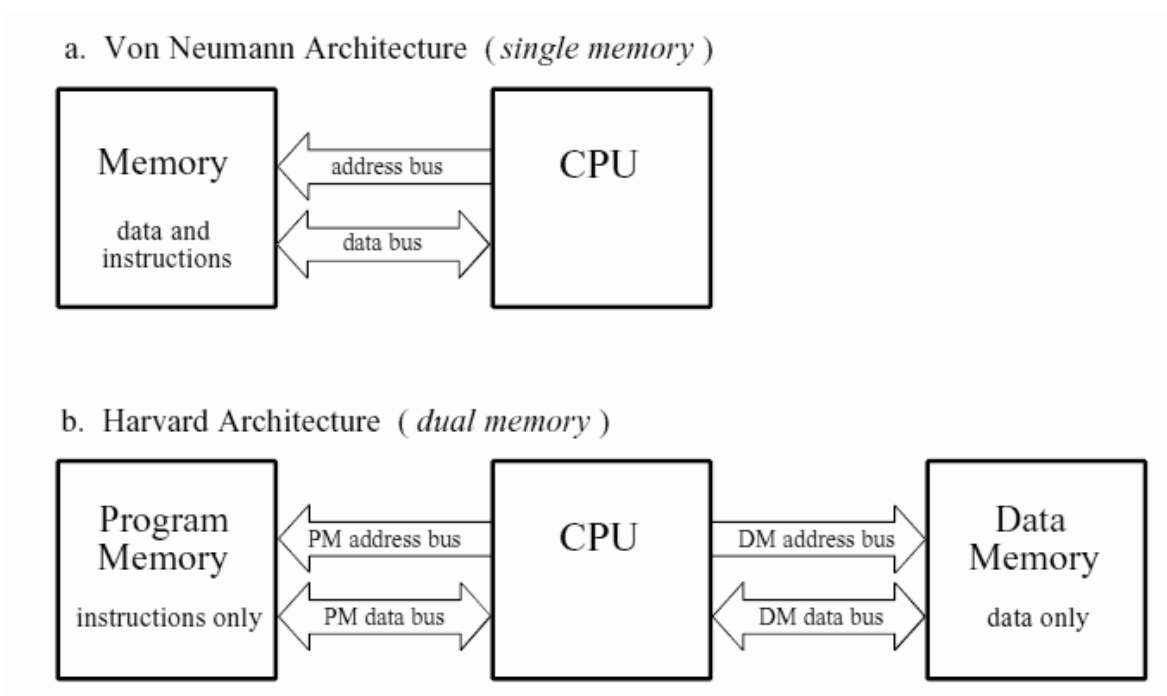 a. Von Neumann Architecture ( single memory )
Memory
address bus
CPU
data and
instructions
data bus
b. Harvard Architecture ( dual memory )
Program
Memory
instructions only
PM address bus
PM data bus
CPU
DM address bus
DM data bus
Data
Memory
data only